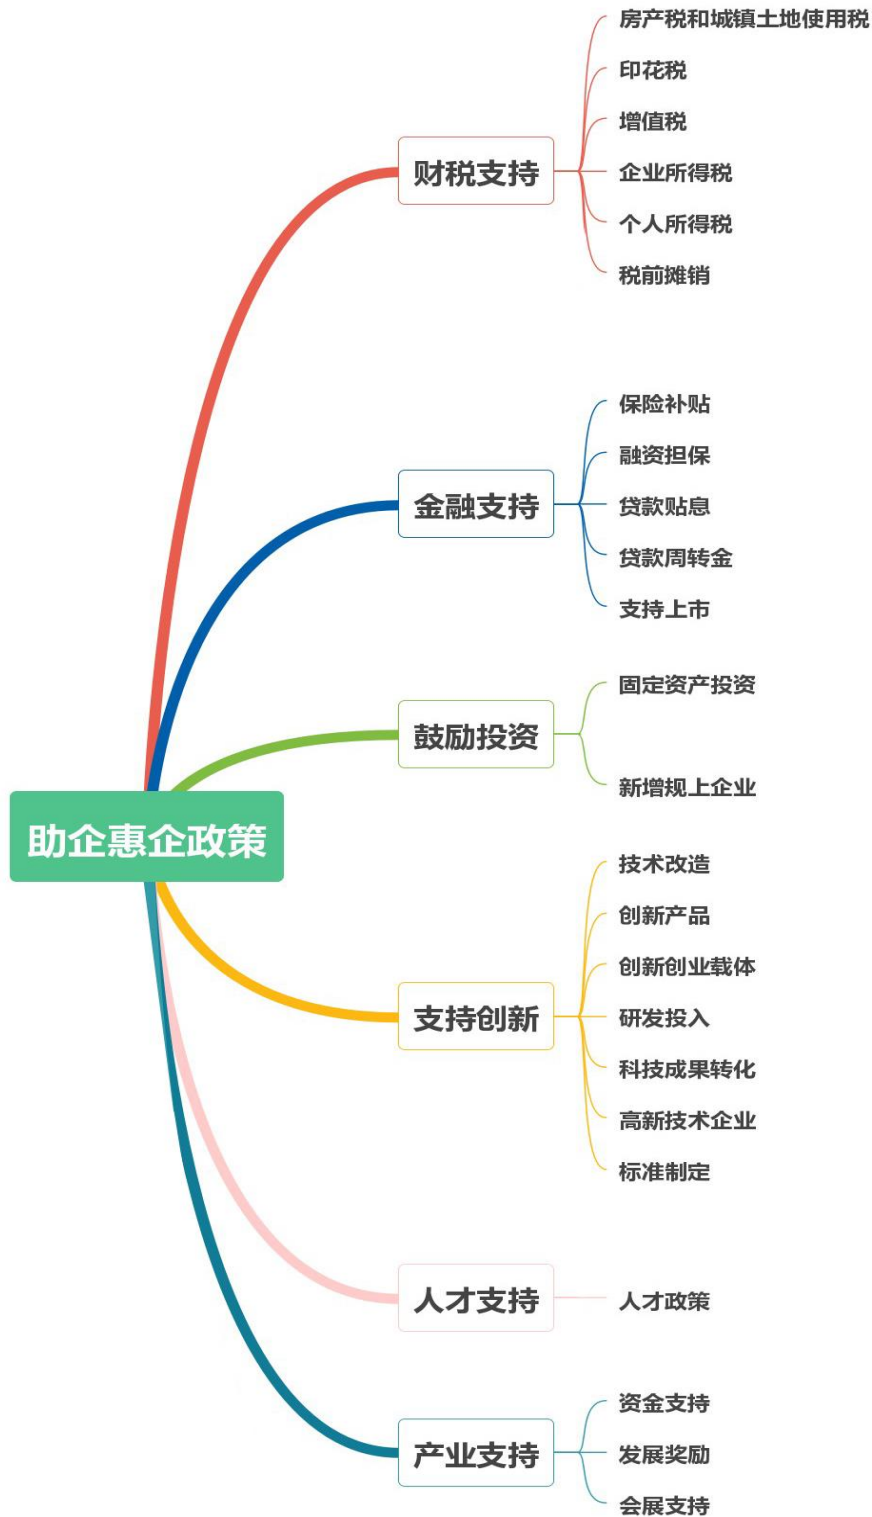 助企惠企政策
财税支持
房产税和城镇土地使用税
印花税
增值税
企业所得税
个人所得税
税前摊销
金融支持
保险补贴
融资担保
贷款贴息
贷款周转金
支持上市
鼓励投资
固定资产投资
新增规上企业
支持创新
技术改造
创新产品
创新创业载体
研发投入
科技成果转化
高新技术企业
标准制定
人才支持
人才政策
产业支持
资金支持
发展奖励
会展支持